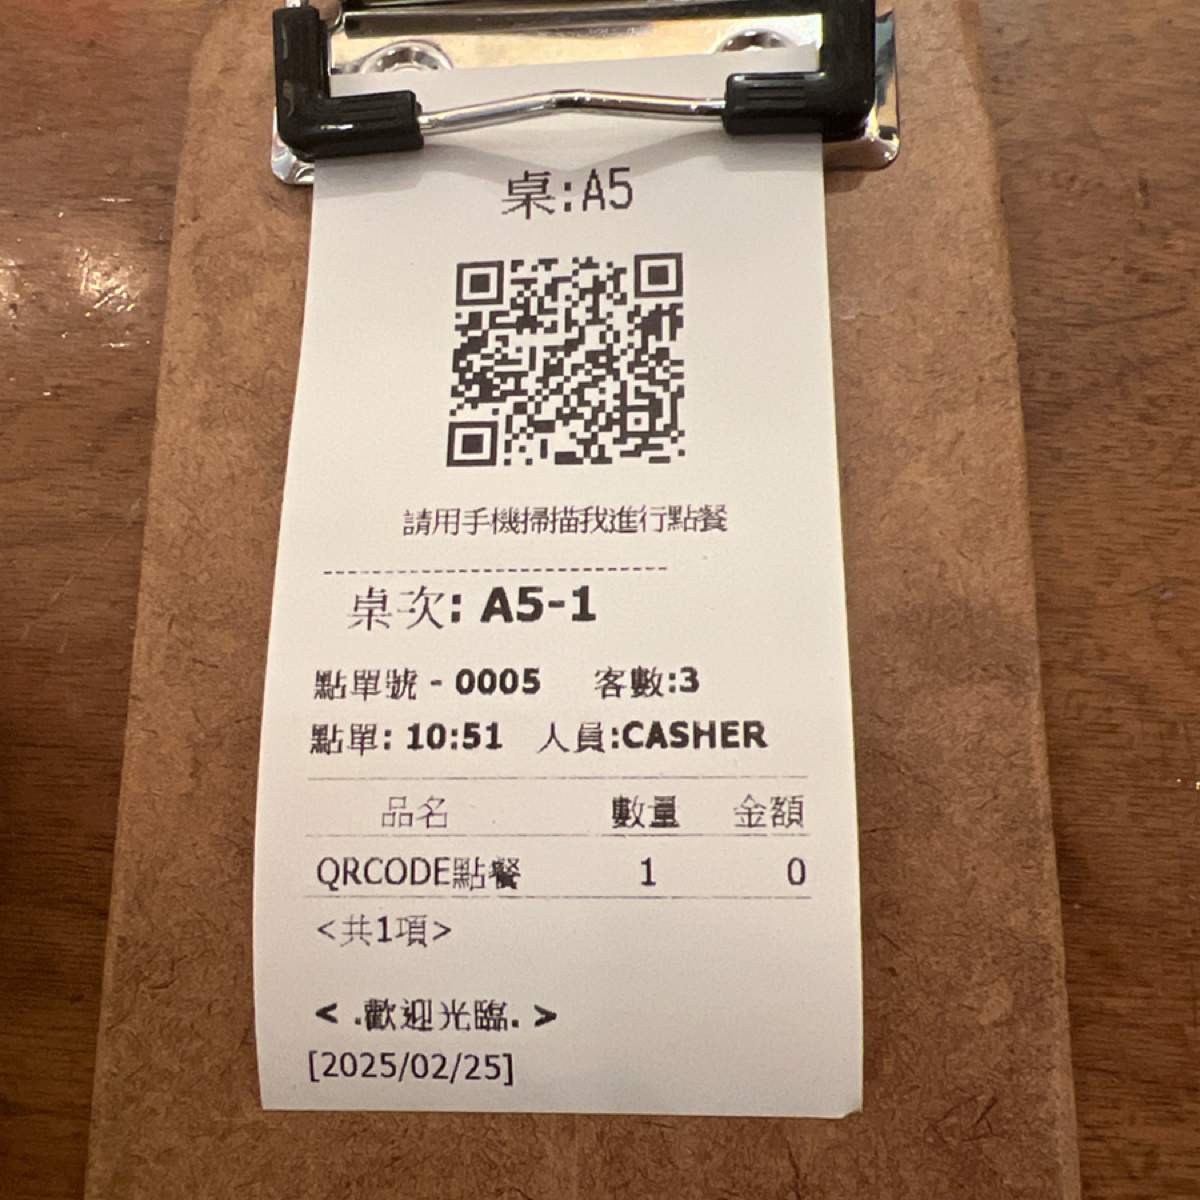 桌:A5
請用手機掃描我進行點餐
桌次: A5-1
點單號 - 0005 客數:3
點單: 10:51 人員:CASHER
品名 數量 金額
QRCODE點餐 1 0
<共1項>
< .歡迎光臨. >
[2025/02/25]